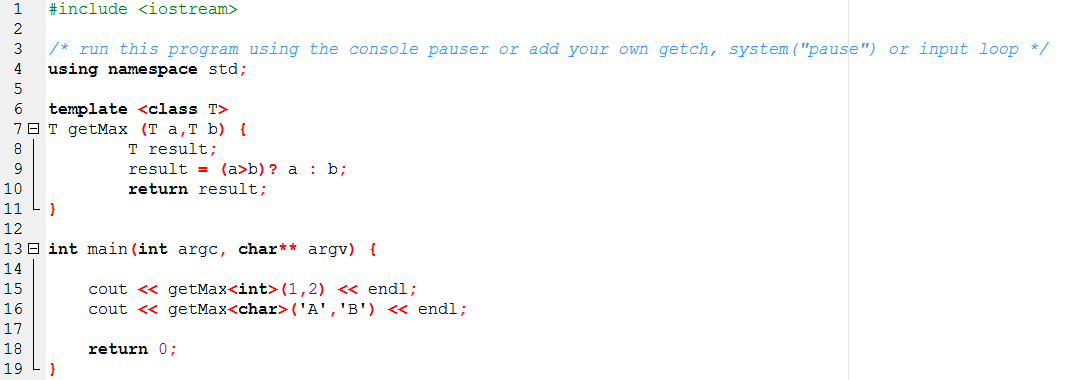 1 #include <iostream>
2
3 /* run this program using the console pauser or add your own getch, system("pause") or input loop */
4 using namespace std;
5
6 template <class T>
7 T getMax (T a,T b) {
8         T result;
9         result = (a>b)? a : b;
10         return result;
11 }
12
13 int main(int argc, char** argv) {
14
15     cout << getMax<int>(1,2) << endl;
16     cout << getMax<char>('A','B') << endl;
17
18     return 0;
19 }